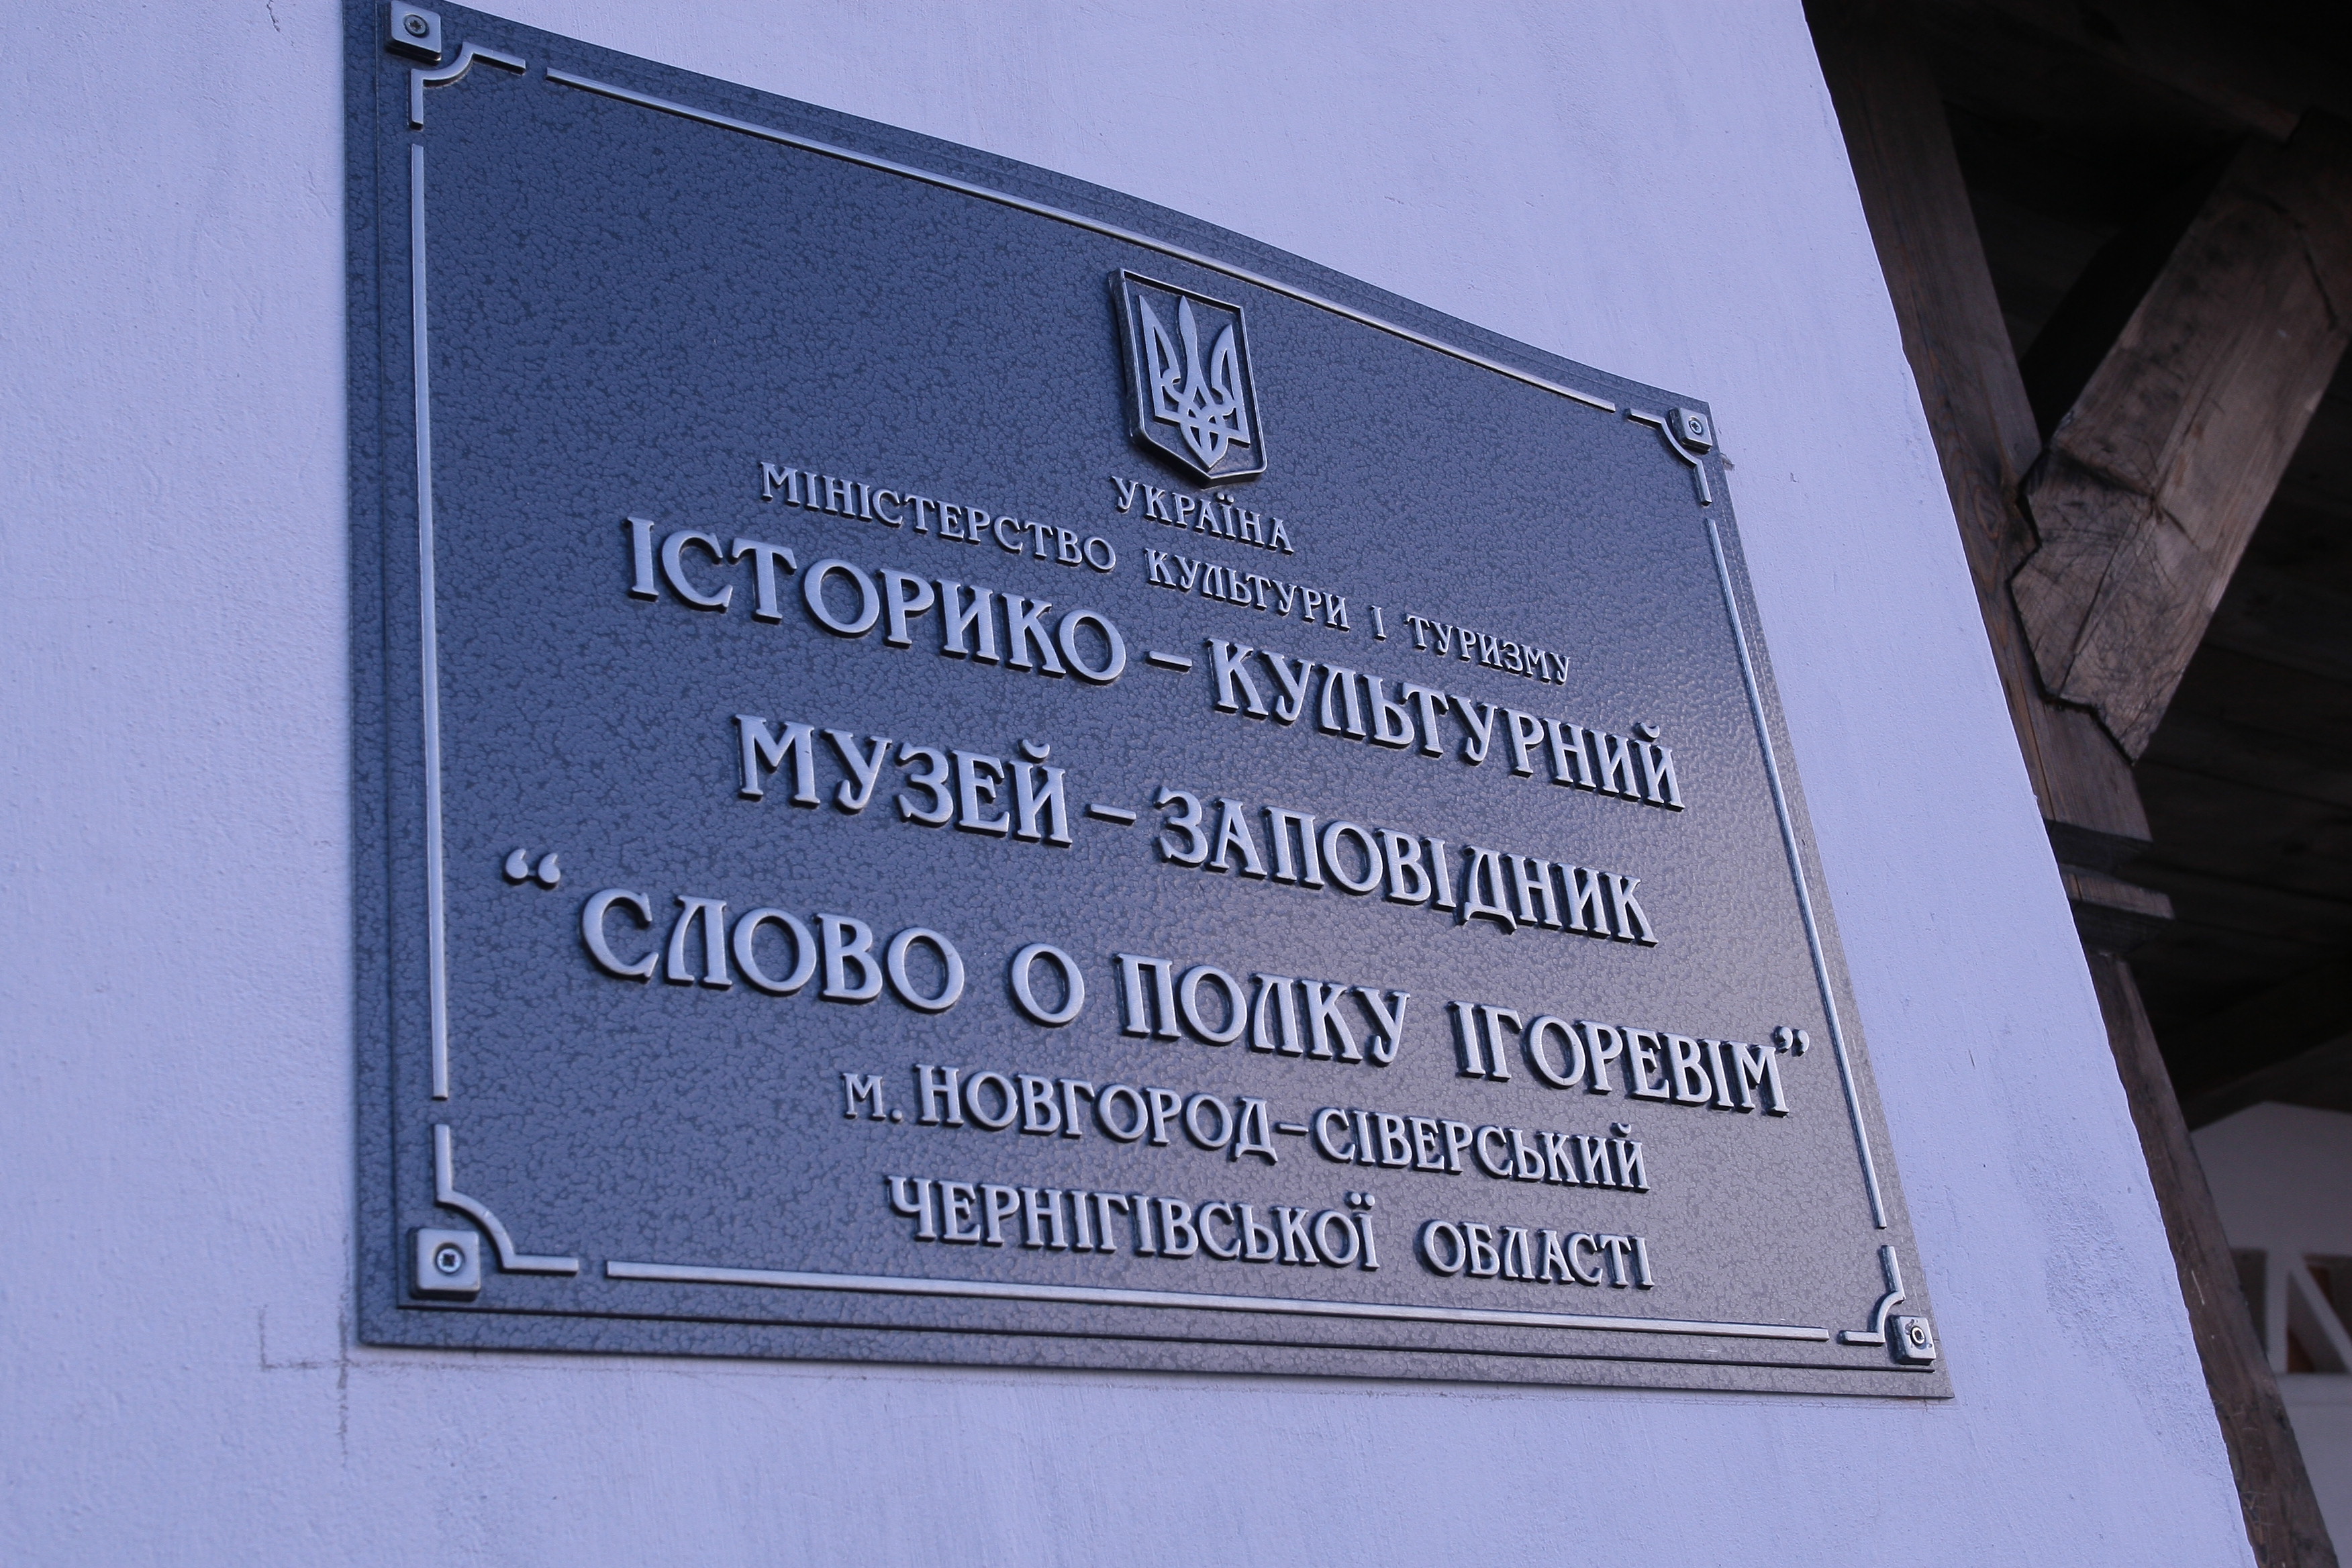 УКРАЇНА
МІНІСТЕРСТВО КУЛЬТУРИ І ТУРИЗМУ
ІСТОРИКО – КУЛЬТУРНИЙ
МУЗЕЙ – ЗАПОВІДНИК
“СЛОВО О ПОЛКУ ІГОРЕВІМ”
м. НОВГОРОД–СІВЕРСЬКИЙ
ЧЕРНІГІВСЬКОЇ ОБЛАСТІ